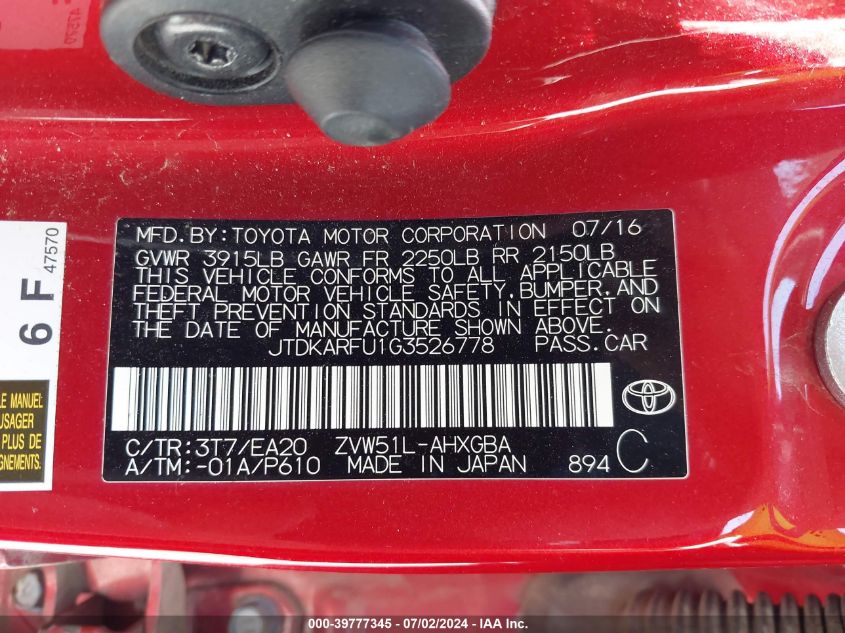 MFD.BY:TOYOTA MOTOR CORPORATION 07/16
GVWR 3915LB GAWR FR 2250LB RR 2150LB
THIS VEHICLE CONFORMS TO ALL APPLICABLE
FEDERAL MOTOR VEHICLE SAFETY,BUMPER,AND
THEFT PREVENTION STANDARDS IN EFFECT ON
THE DATE OF MANUFACTURE SHOWN ABOVE.
JTDKARFU1G3526778 PASS.CAR
C/TR:3T7/EA20 ZVW51L-AHXGBA
A/TM:-01A/P610 MADE IN JAPAN 894 C
6 F 47570
LE MANUEL
USAGER
000-39777345 | 07/02/2024 - IAA Inc.